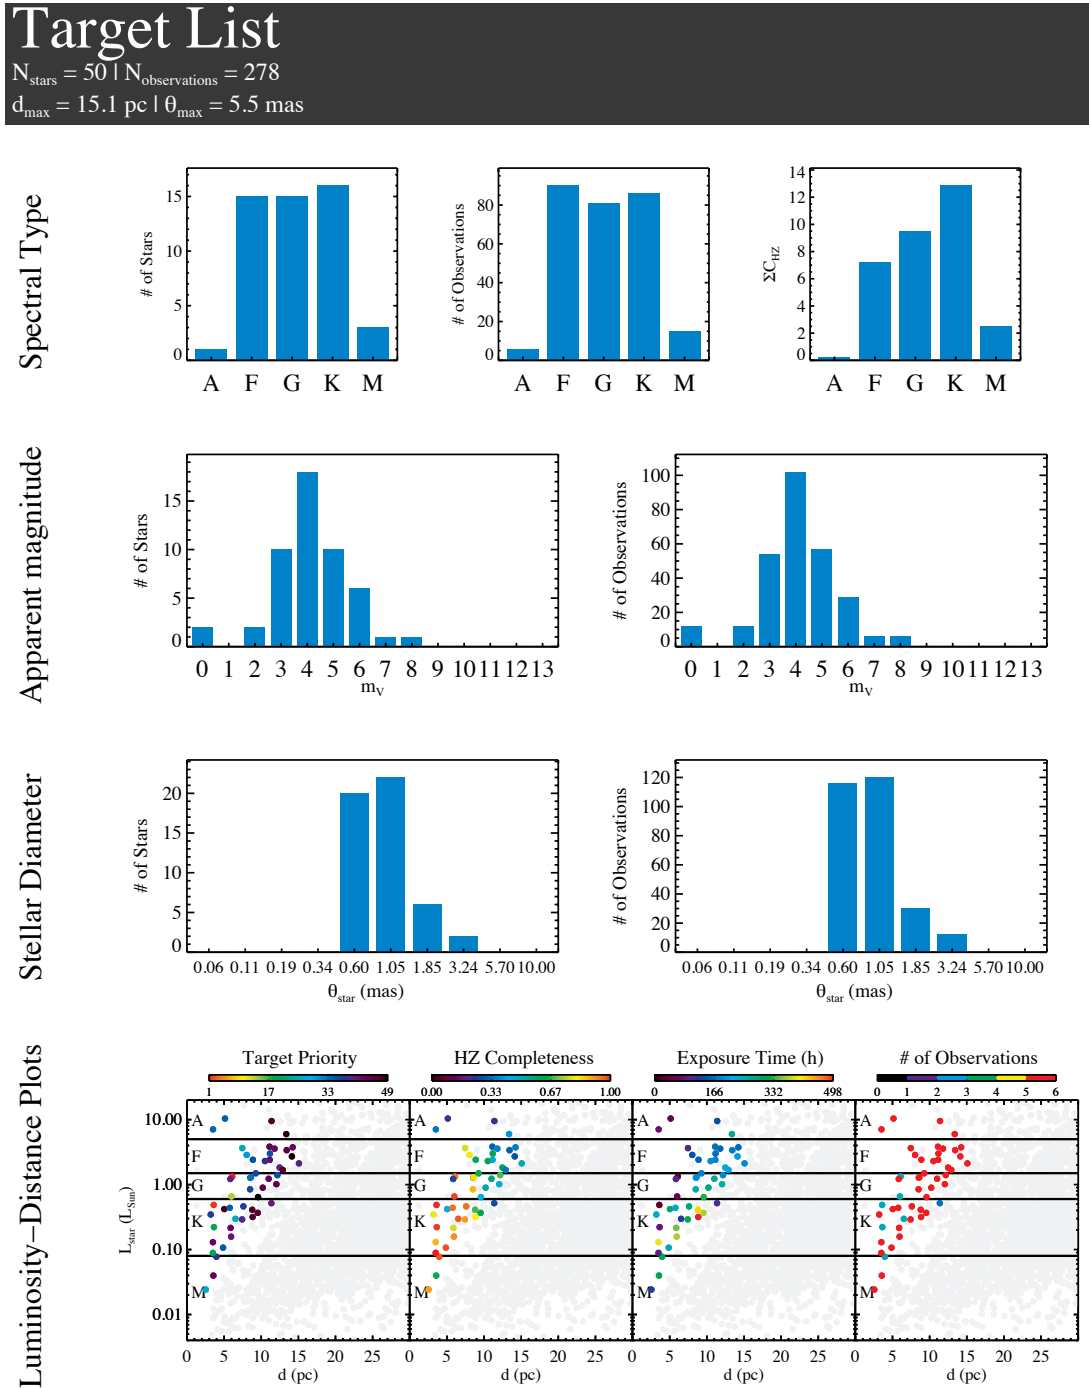 Target List
N_stars = 50 | N_observations = 278
d_max = 15.1 pc | θ_max = 5.5 mas
Spectral Type
# of Stars
15
10
5
0
A F G K M
# of Observations
80
60
40
20
0
A F G K M
ΣC_HZ
14
12
10
8
6
4
2
0
A F G K M
Apparent magnitude
# of Stars
15
10
5
0
0 1 2 3 4 5 6 7 8 9 10 11 12 13
m_V
# of Observations
100
80
60
40
20
0
0 1 2 3 4 5 6 7 8 9 10 11 12 13
m_V
Stellar Diameter
# of Stars
20
15
10
5
0
0.06 0.11 0.19 0.34 0.60 1.05 1.85 3.24 5.70 10.00
θ_star (mas)
# of Observations
120
100
80
60
40
20
0
0.06 0.11 0.19 0.34 0.60 1.05 1.85 3.24 5.70 10.00
θ_star (mas)
Luminosity–Distance Plots
Target Priority
1 17 33 49
HZ Completeness
0.00 0.33 0.67 1.00
Exposure Time (h)
0 166 332 498
# of Observations
0 1 2 3 4 5 6
L_star (L_Sun)
10.00
1.00
0.10
0.01
A
F
G
K
M
0 5 10 15 20 25
d (pc)
A
F
G
K
M
0 5 10 15 20 25
d (pc)
A
F
G
K
M
0 5 10 15 20 25
d (pc)
A
F
G
K
M
0 5 10 15 20 25
d (pc)